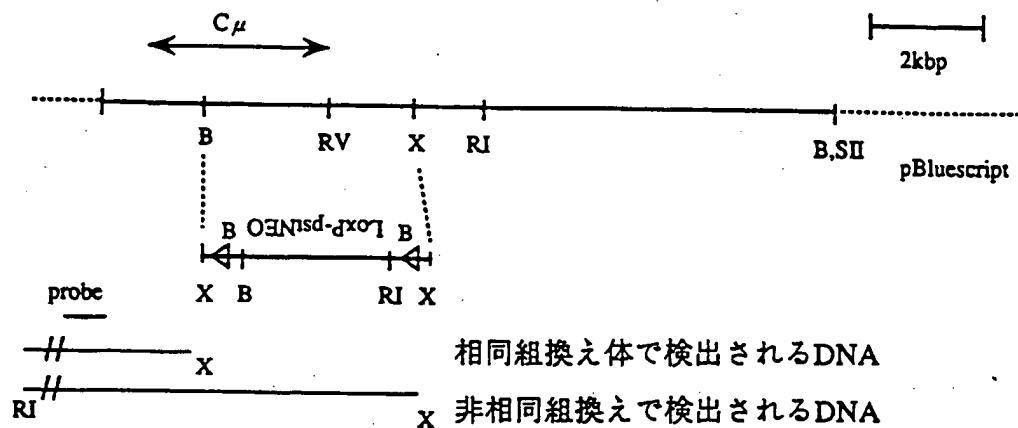 Cμ
2kbp
B RV X RI B,SII pBluescript
B LoxP-pstNEO B
X B RI X
probe
X 相同組換え体で検出されるDNA
RI X 非相同組換えで検出されるDNA